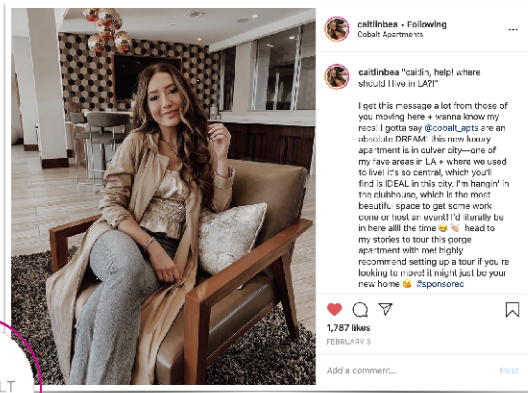 caitlinbea • Following
Cobalt Apartments
caitlinbea "caitlin, help! where
should I live in LA?!"
I get this message a lot from those of
you moving here + wanna know my
recs! I gotta say @cobalt_apts are an
absolute DREAM! this new luxury
apartment is in culver city—one of
my fave areas in LA + where we used
to live! it's so central, which you'll
find is IDEAL in this city. I'm hangin' in
the clubhouse, which is the most
beautiful space to get some work
done or host an event! I'd literally be
in here allll the time 😂 👏🏻 head to
my stories to tour this gorge
apartment with me! highly
recommend setting up a tour if you're
looking to move! it might just be your
new home 😘 #sponsored
1,787 likes
FEBRUARY 3
Add a comment...
Post
LT